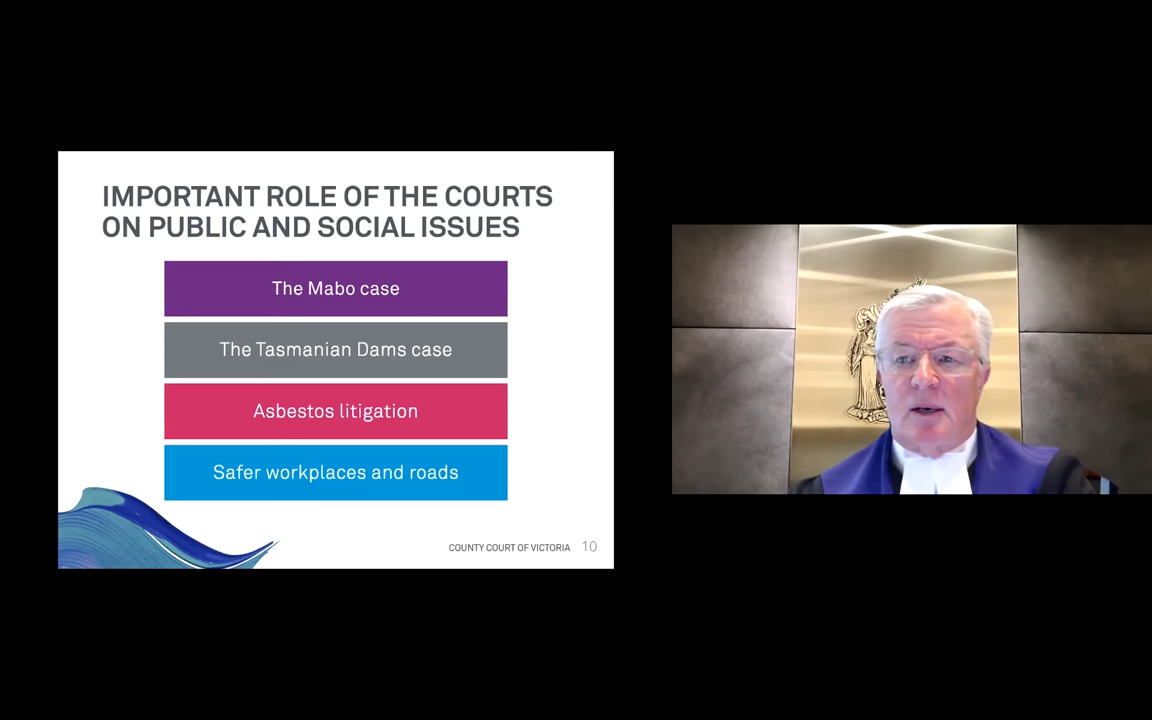 IMPORTANT ROLE OF THE COURTS
ON PUBLIC AND SOCIAL ISSUES
The Mabo case
The Tasmanian Dams case
Asbestos litigation
Safer workplaces and roads
COUNTY COURT OF VICTORIA 10